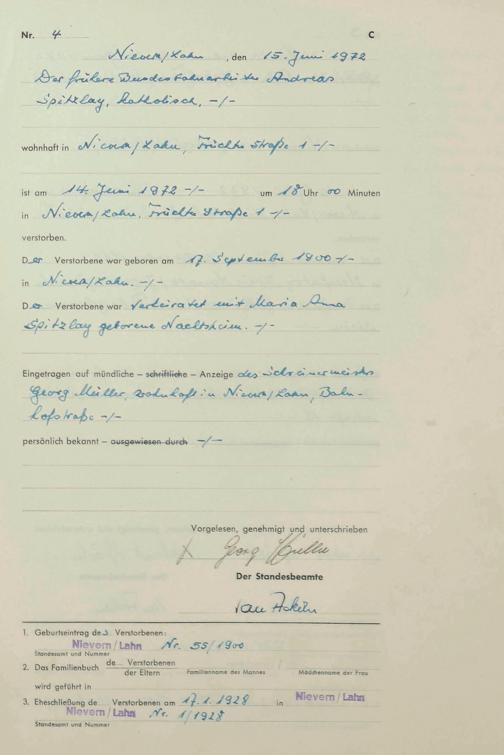 Nr. 4 C
Nievern/Lahn, den 15. Juni 1972
Der frühere Bundesbahnarbeiter Andreas
Spitzlay, katholisch, -/-
wohnhaft in Nievern/Lahn, Früchter Straße 1 -/-
ist am 14. Juni 1972 -/- um 18 Uhr 00 Minuten
in Nievern/Lahn, Früchter Straße 1 -/-
verstorben.
Der Verstorbene war geboren am 17. September 1900 -/-
in Nievern/Lahn. -/-
Der Verstorbene war verheiratet mit Maria Anna
Spitzlay geborene Nachtsheim. -/-
Eingetragen auf mündliche – schriftliche – Anzeige des Schreinermeisters
Georg Müller, wohnhaft in Nievern/Lahn, Bahn-
hofstraße -/-
persönlich bekannt – ausgewiesen durch -/-
Vorgelesen, genehmigt und unterschrieben
X Georg Müller
Der Standesbeamte
1. Geburtseintrag des Verstorbenen:
Nievern/Lahn Nr. 55/1900
Standesamt und Nummer
2. Das Familienbuch de Verstorbenen
der Eltern Familienname des Mannes Mädchenname der Frau
wird geführt in
3. Eheschließung de Verstorbenen am 17.1.1928 in Nievern/Lahn
Nievern/Lahn Nr. 1/1928
Standesamt und Nummer